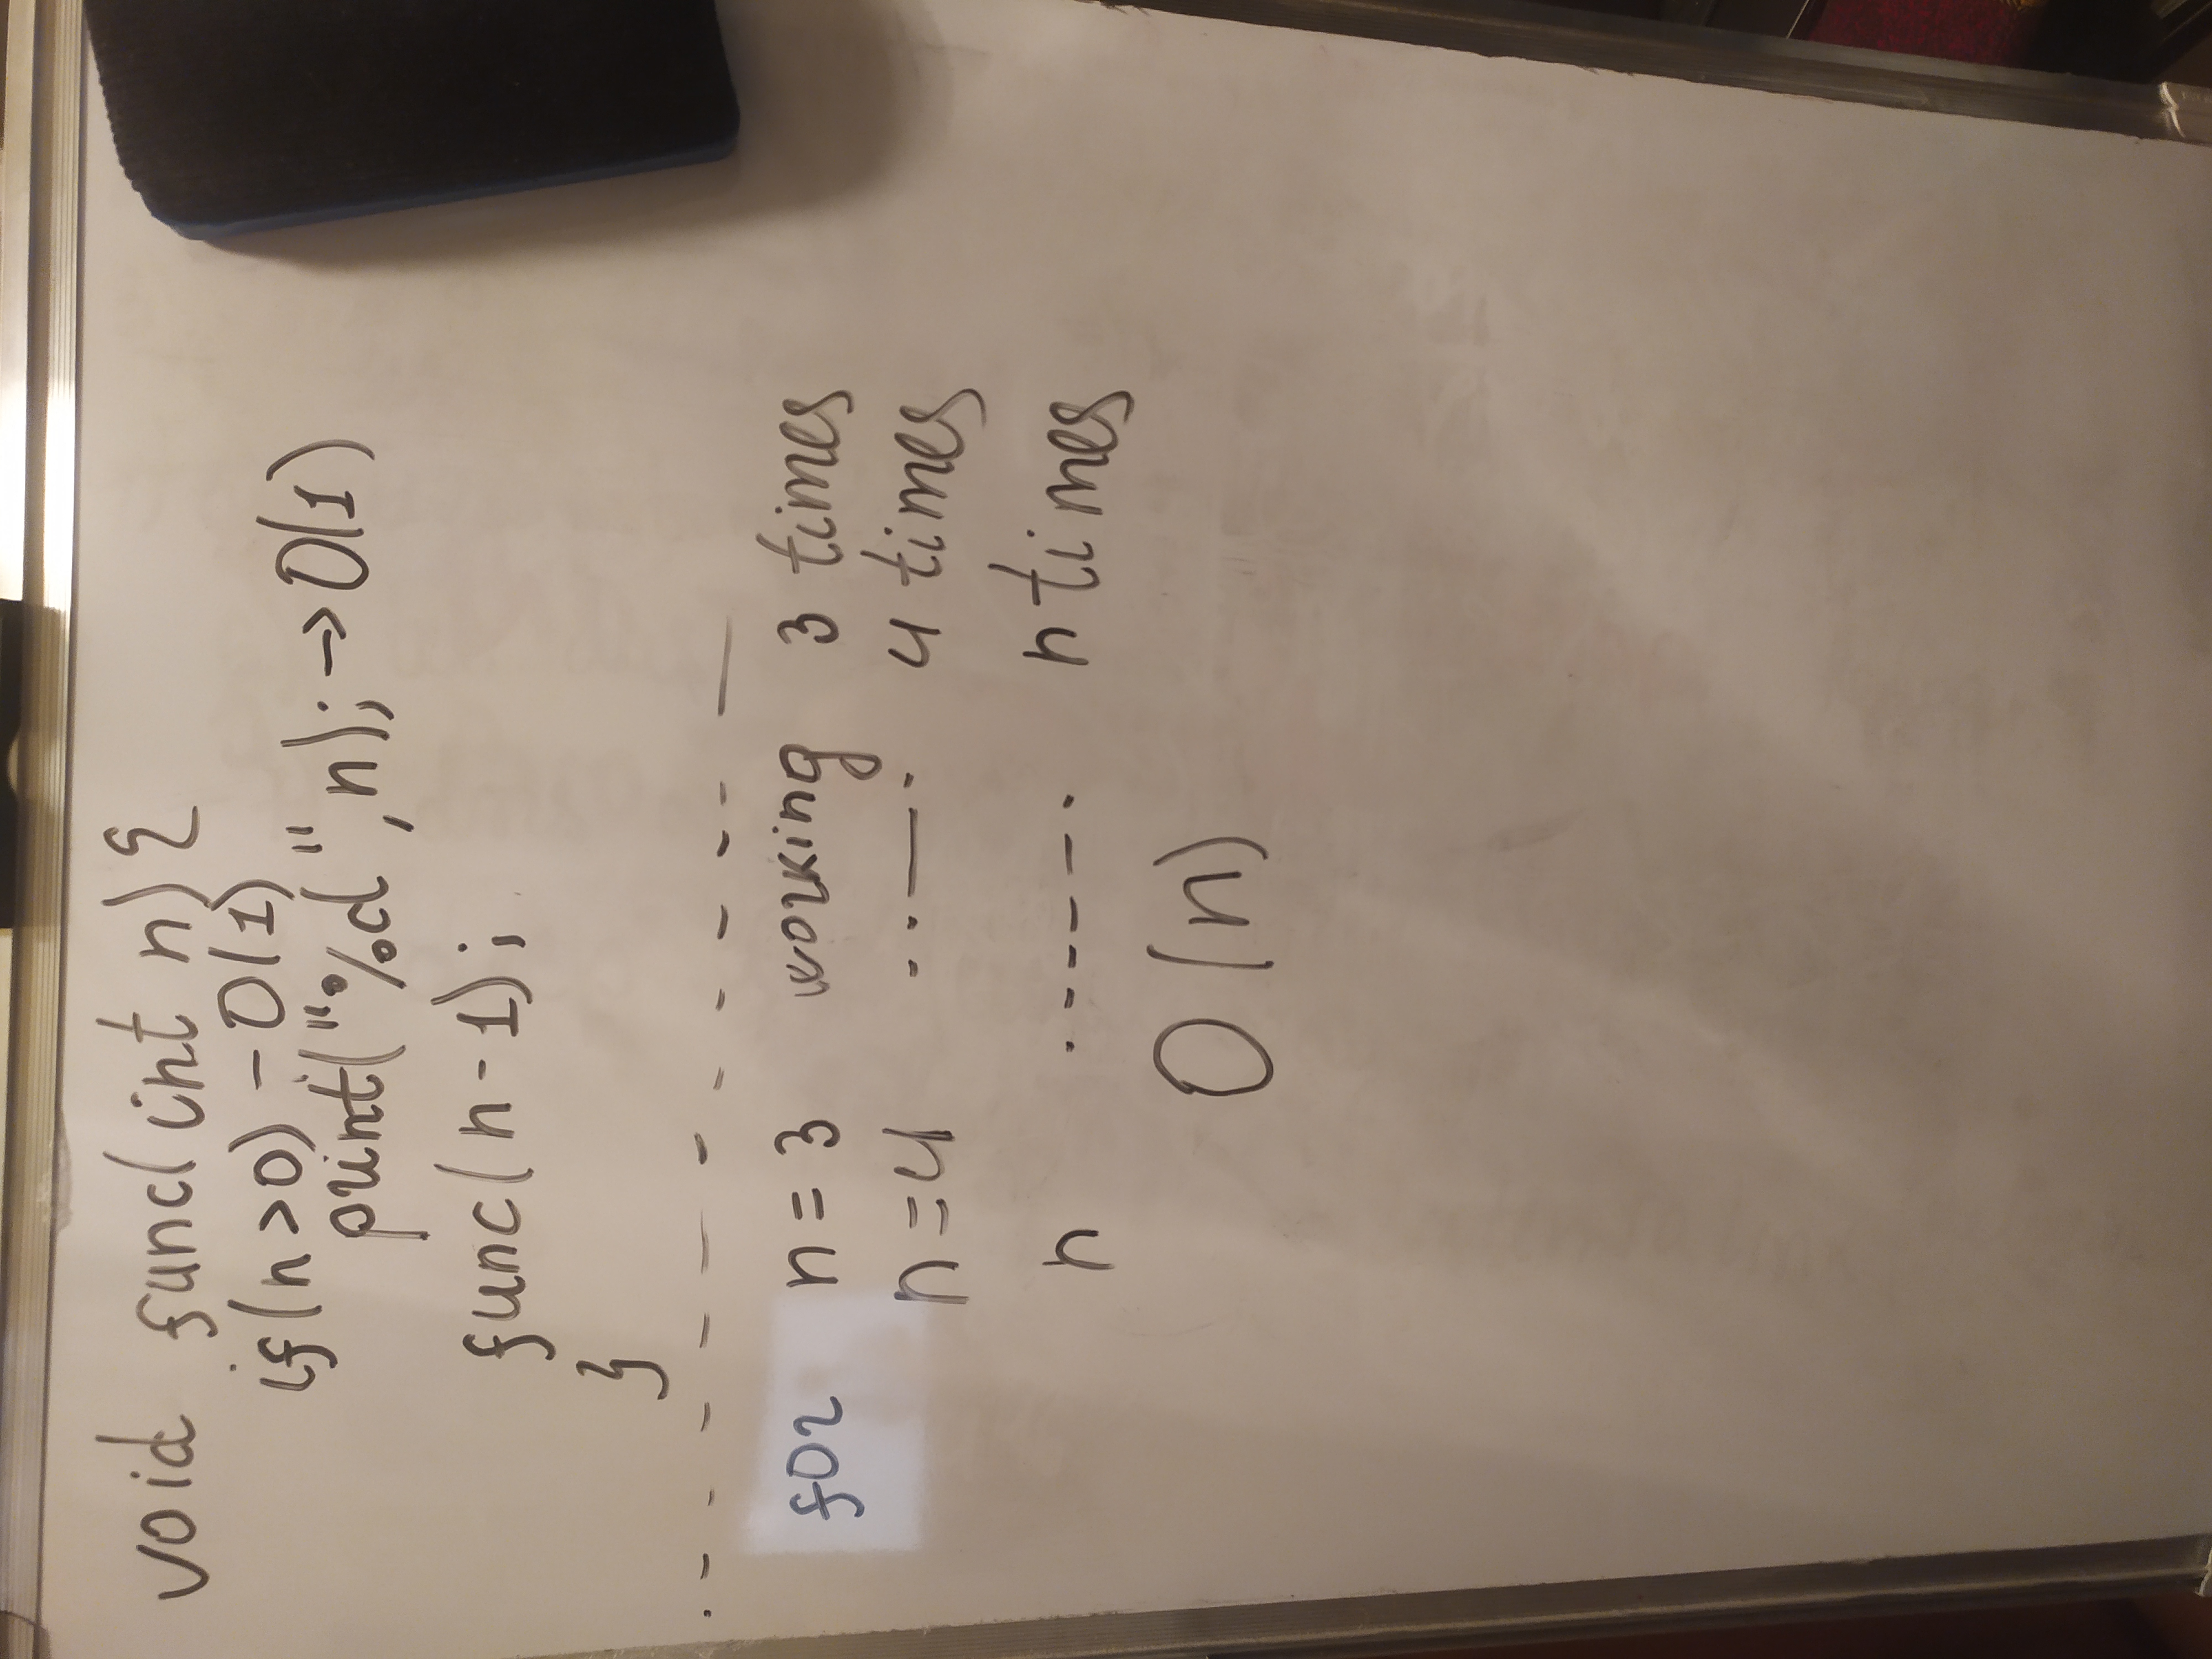 void func(int n){
if(n>0) - O(1)
print("%d", n); → O(1)
func(n-1);
}
for n=3 working 3 times
n=4 ..—. 4 times
n .-----. n times
O(n)